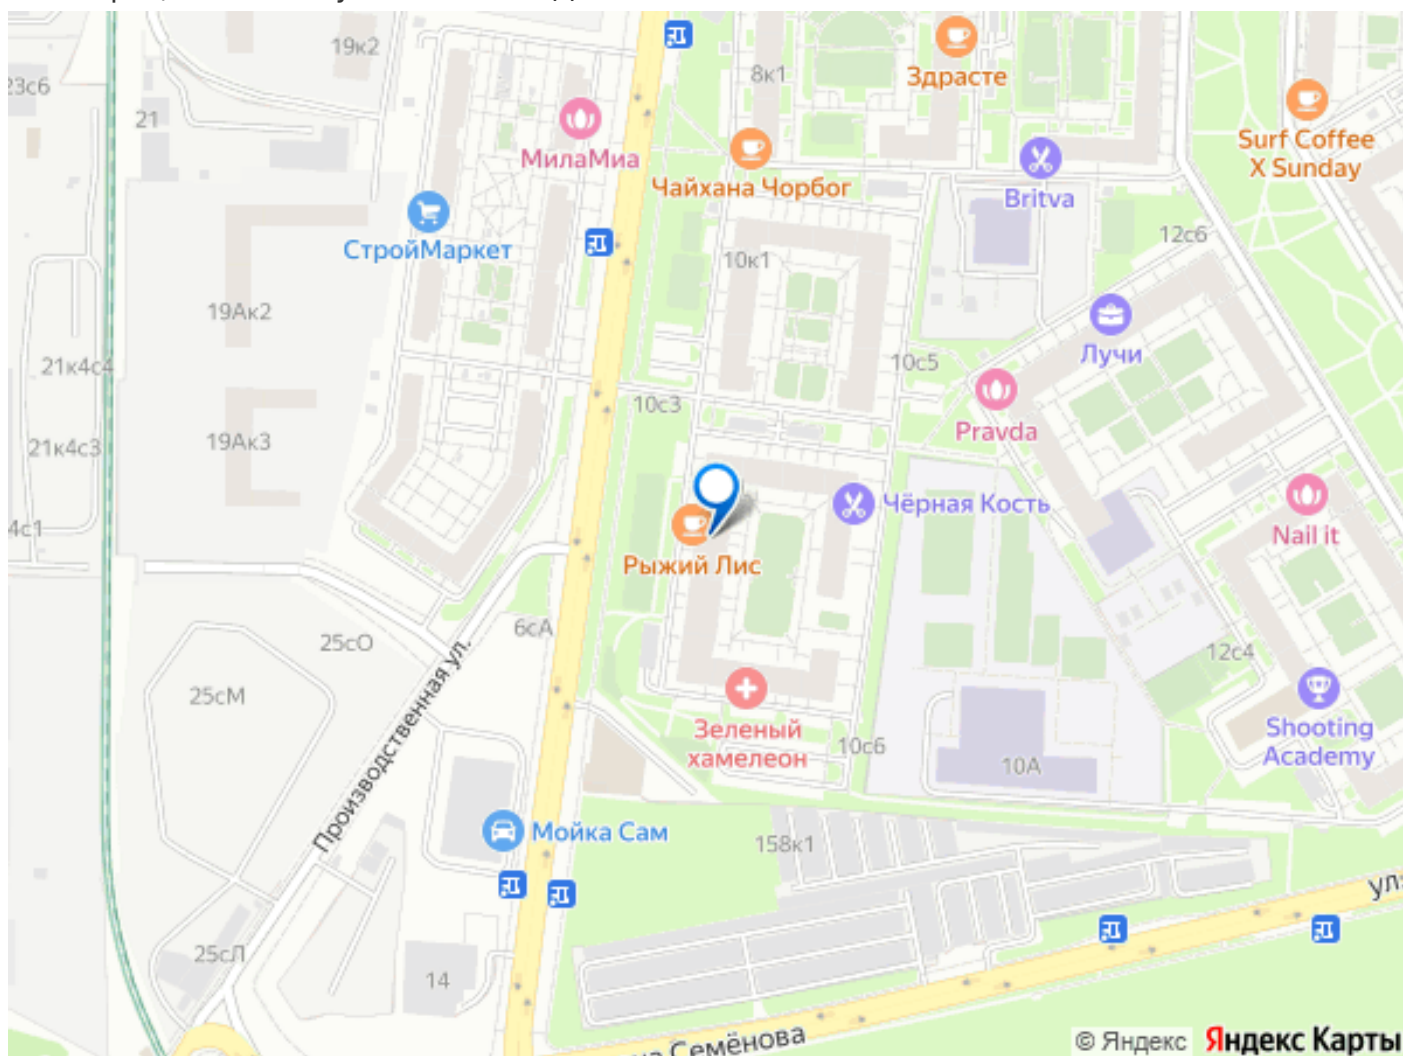 19к2
23с6
21
МилаМиа
СтройМаркет
8к1
Здрасте
Чайхана Чорбог
Britva
Surf Coffee
X Sunday
12с6
10к1
19Ак2
21к4с4
Лучи
10с5
10с3
Pravda
19Ак3
21к4с3
Чёрная Кость
Nail it
4с1
Рыжий Лис
6сА
25сО
25сМ
12с4
Производственная ул.
Зеленый
хамелеон
10с6
10А
Shooting
Academy
Мойка Сам
158к1
ул
25сЛ
14
Семёнова
© Яндекс Яндекс Карты